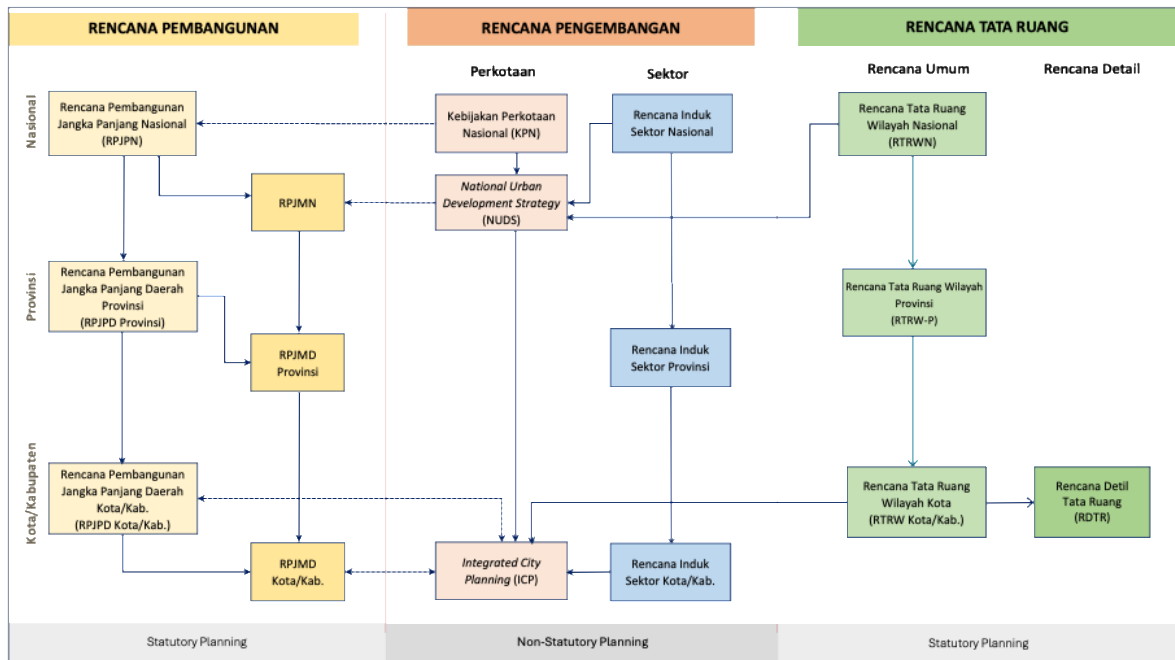 RENCANA PEMBANGUNAN
RENCANA PENGEMBANGAN
RENCANA TATA RUANG
Perkotaan
Sektor
Rencana Umum
Rencana Detail
Nasional
Rencana Pembangunan
Jangka Panjang Nasional
(RPJPN)
Kebijakan Perkotaan
Nasional (KPN)
Rencana Induk
Sektor Nasional
Rencana Tata Ruang
Wilayah Nasional
(RTRWN)
RPJMN
National Urban
Development Strategy
(NUDS)
Provinsi
Rencana Pembangunan
Jangka Panjang Daerah
Provinsi
(RPJPD Provinsi)
Rencana Tata Ruang Wilayah
Provinsi
(RTRW-P)
RPJMD
Provinsi
Rencana Induk
Sektor Provinsi
Kota/Kabupaten
Rencana Pembangunan
Jangka Panjang Daerah
Kota/Kab.
(RPJPD Kota/Kab.)
Rencana Tata Ruang
Wilayah Kota
(RTRW Kota/Kab.)
Rencana Detil
Tata Ruang
(RDTR)
RPJMD
Kota/Kab.
Integrated City
Planning (ICP)
Rencana Induk
Sektor Kota/Kab.
Statutory Planning
Non-Statutory Planning
Statutory Planning